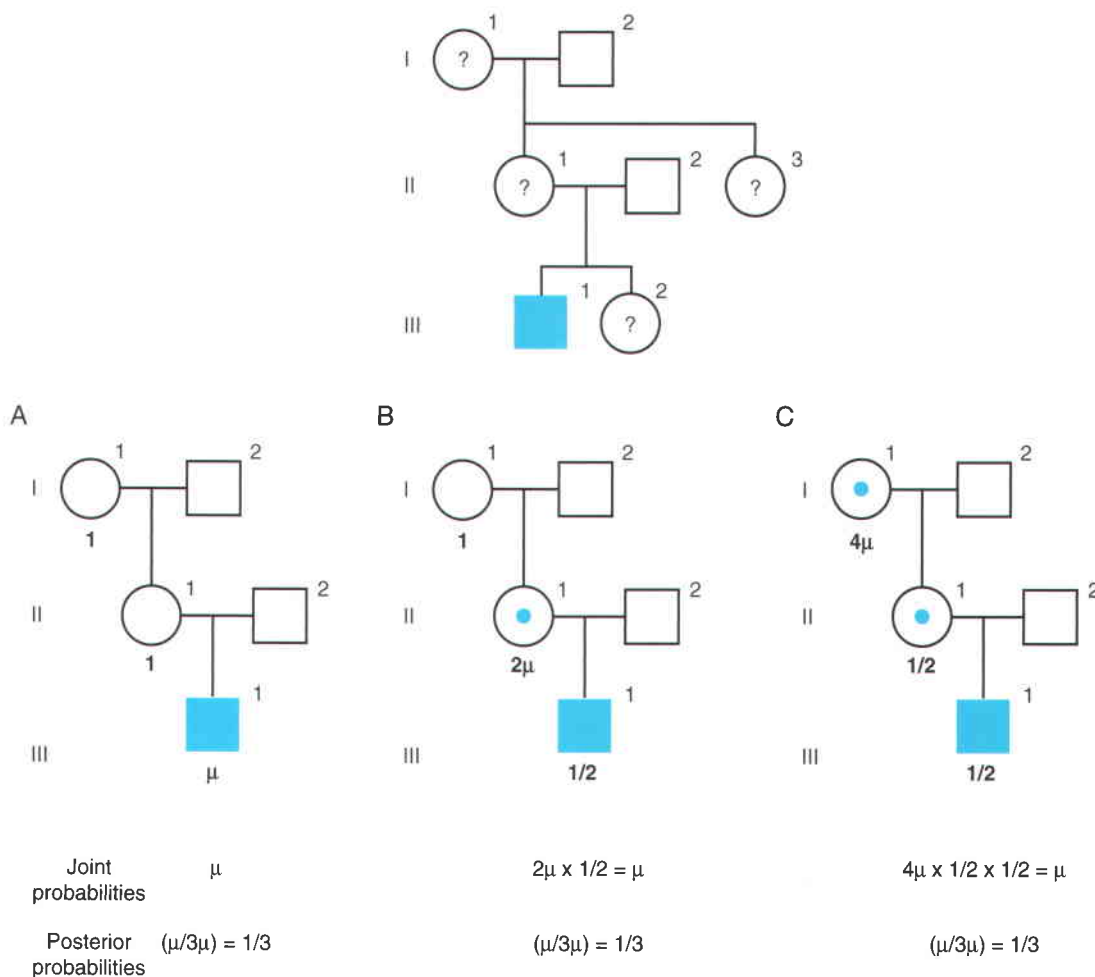 1 2
I ? 
1 2 3
II ? ?
1 2
III ?
A B C
1 2 1 2 1 2
I I I
1 1 4μ
1 2 1 2 1 2
II II II
1 2μ 1/2
1 1 1
III III III
μ 1/2 1/2
Joint probabilities μ 2μ x 1/2 = μ 4μ x 1/2 x 1/2 = μ
Posterior probabilities (μ/3μ) = 1/3 (μ/3μ) = 1/3 (μ/3μ) = 1/3